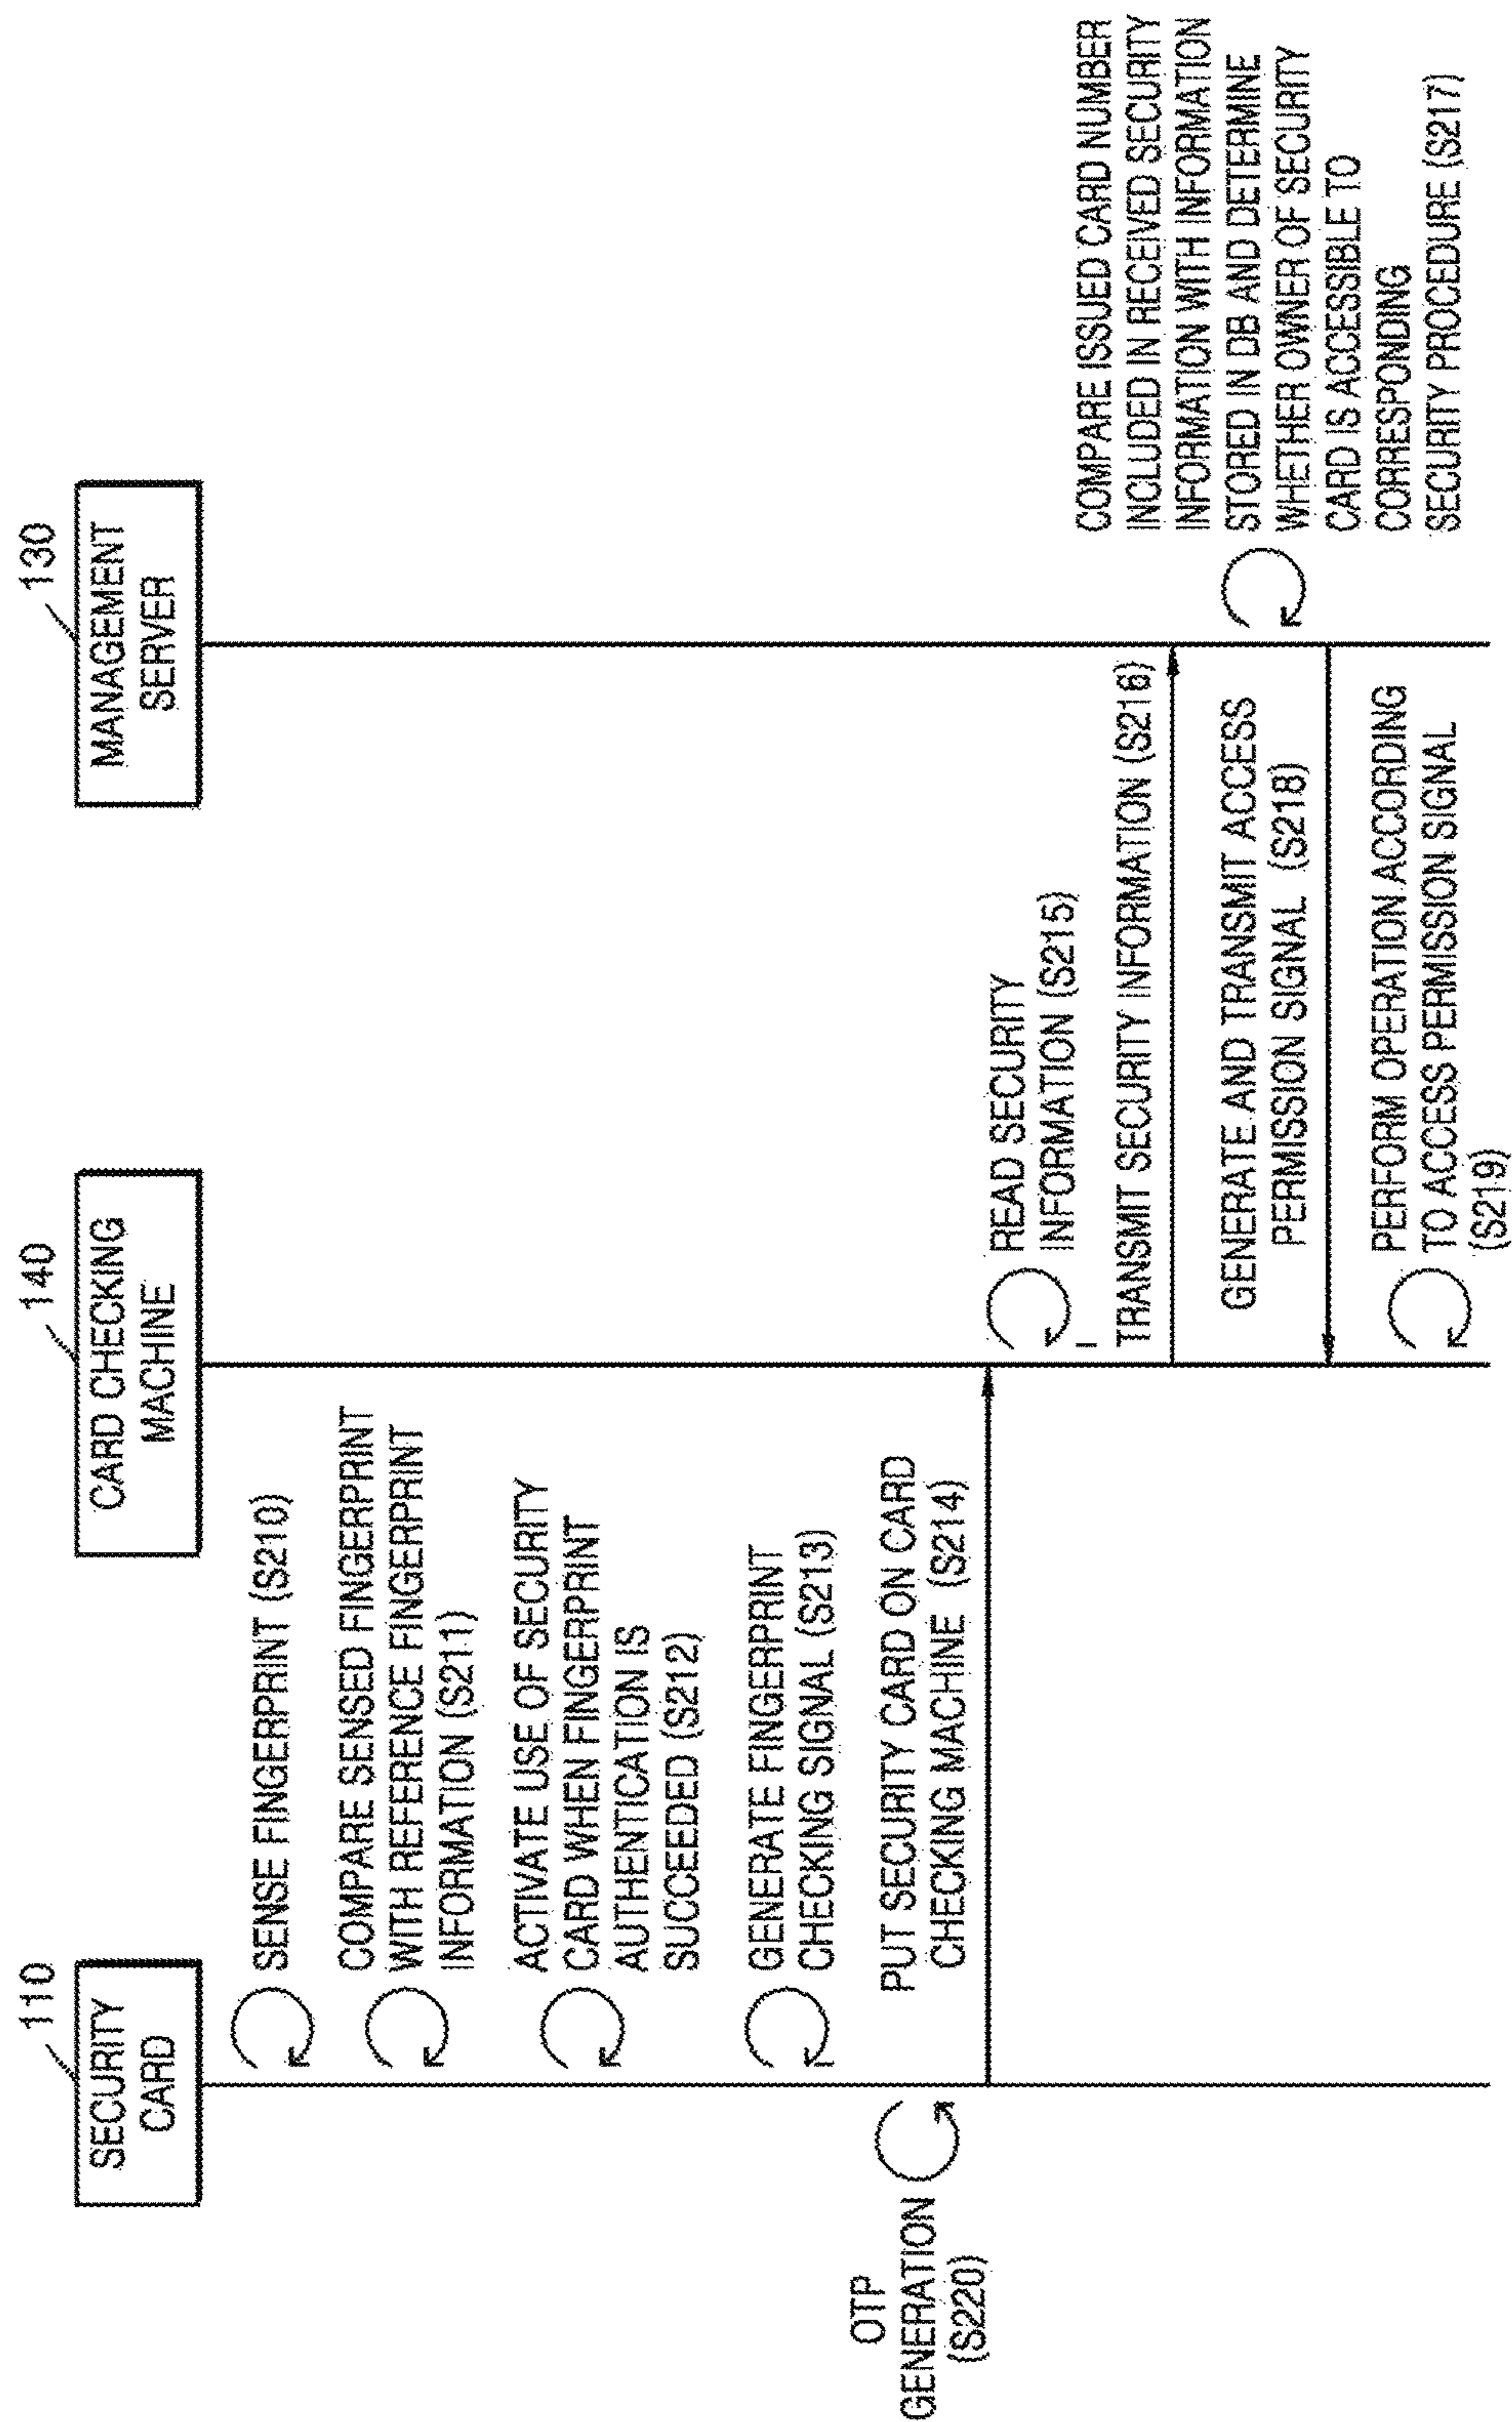 110
SECURITY
CARD
140
CARD CHECKING
MACHINE
130
MANAGEMENT
SERVER
SENSE FINGERPRINT (S210)
COMPARE SENSED FINGERPRINT
WITH REFERENCE FINGERPRINT
INFORMATION (S211)
ACTIVATE USE OF SECURITY
CARD WHEN FINGERPRINT
AUTHENTICATION IS
SUCCEEDED (S212)
GENERATE FINGERPRINT
CHECKING SIGNAL (S213)
OTP
GENERATION
(S220)
PUT SECURITY CARD ON CARD
CHECKING MACHINE (S214)
READ SECURITY
INFORMATION (S215)
TRANSMIT SECURITY INFORMATION (S216)
COMPARE ISSUED CARD NUMBER
INCLUDED IN RECEIVED SECURITY
INFORMATION WITH INFORMATION
STORED IN DB AND DETERMINE
WHETHER OWNER OF SECURITY
CARD IS ACCESSIBLE TO
CORRESPONDING
SECURITY PROCEDURE (S217)
GENERATE AND TRANSMIT ACCESS
PERMISSION SIGNAL (S218)
PERFORM OPERATION ACCORDING
TO ACCESS PERMISSION SIGNAL
(S219)